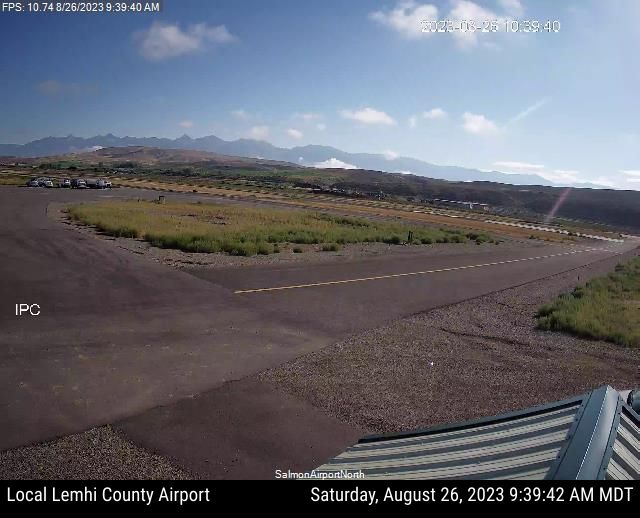 FPS: 10.74 8/26/2023 9:39:40 AM
2023-08-26 10:39:40
IPC
SalmonAirportNorth
Local Lemhi County Airport Saturday, August 26, 2023 9:39:42 AM MDT